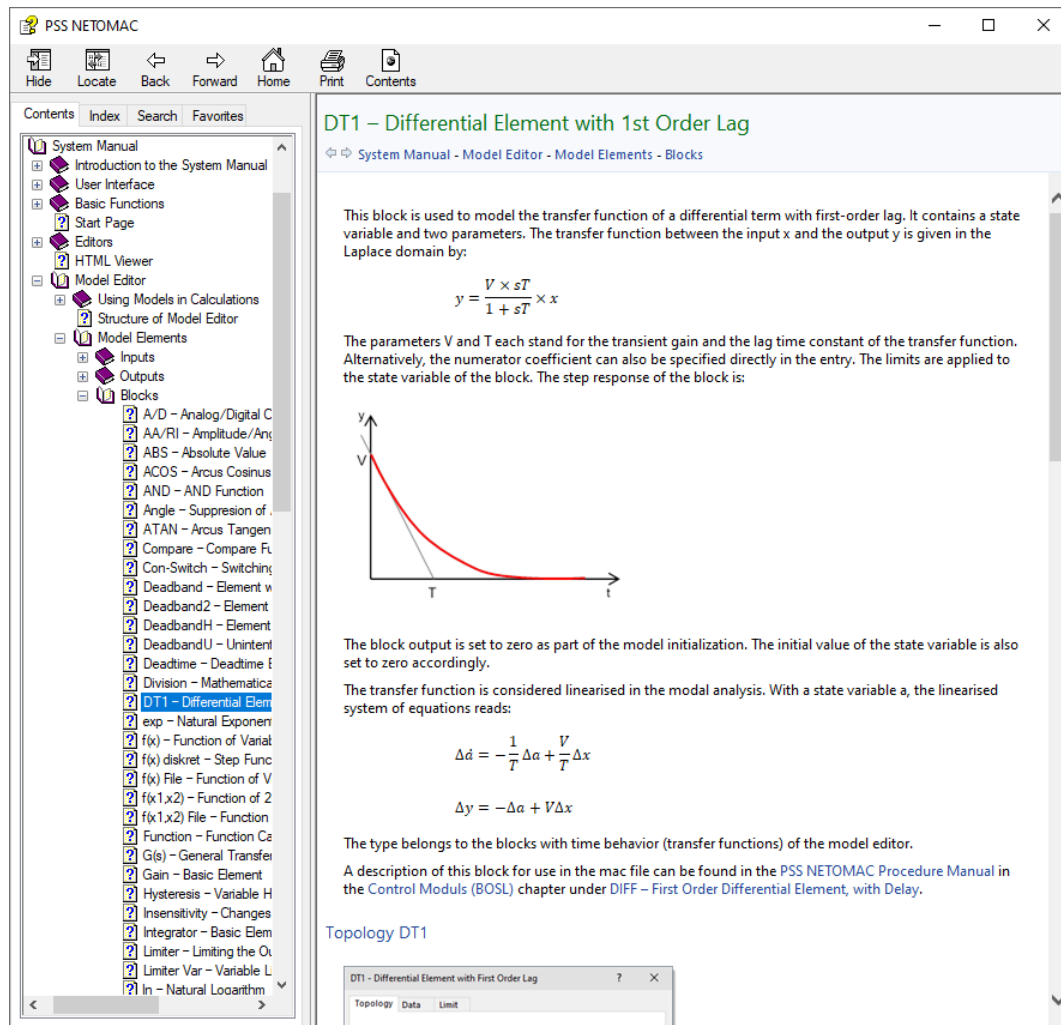 PSS NETOMAC
Hide Locate Back Forward Home Print Contents
Contents Index Search Favorites
System Manual
Introduction to the System Manual
User Interface
Basic Functions
Start Page
Editors
HTML Viewer
Model Editor
Using Models in Calculations
Structure of Model Editor
Model Elements
Inputs
Outputs
Blocks
A/D – Analog/Digital C
AA/RI – Amplitude/Ang
ABS – Absolute Value
ACOS – Arcus Cosinus
AND – AND Function
Angle – Suppresion of
ATAN – Arcus Tangen
Compare – Compare Fu
Con-Switch – Switching
Deadband – Element w
Deadband2 – Element
DeadbandH – Element
DeadbandU – Unintent
Deadtime – Deadtime E
Division – Mathematica
DT1 – Differential Elem
exp – Natural Exponen
f(x) – Function of Variab
f(x) diskret – Step Func
f(x) File – Function of V
f(x1,x2) – Function of 2
f(x1,x2) File – Function
Function – Function Ca
G(s) – General Transfe
Gain – Basic Element
Hysteresis – Variable H
Insensitivity – Changes
Integrator – Basic Elem
Limiter – Limiting the Ou
Limiter Var – Variable Li
ln – Natural Logarithm
DT1 – Differential Element with 1st Order Lag
System Manual - Model Editor - Model Elements - Blocks
This block is used to model the transfer function of a differential term with first-order lag. It contains a state
variable and two parameters. The transfer function between the input x and the output y is given in the
Laplace domain by:
y = (V × sT)/(1 + sT) × x
The parameters V and T each stand for the transient gain and the lag time constant of the transfer function.
Alternatively, the numerator coefficient can also be specified directly in the entry. The limits are applied to
the state variable of the block. The step response of the block is:
y
V
T
t
The block output is set to zero as part of the model initialization. The initial value of the state variable is also
set to zero accordingly.
The transfer function is considered linearised in the modal analysis. With a state variable a, the linearised
system of equations reads:
Δȧ = −1/T Δa + V/T Δx
Δy = −Δa + VΔx
The type belongs to the blocks with time behavior (transfer functions) of the model editor.
A description of this block for use in the mac file can be found in the PSS NETOMAC Procedure Manual in
the Control Moduls (BOSL) chapter under DIFF – First Order Differential Element, with Delay.
Topology DT1
DT1 - Differential Element with First Order Lag ?
Topology Data Limit